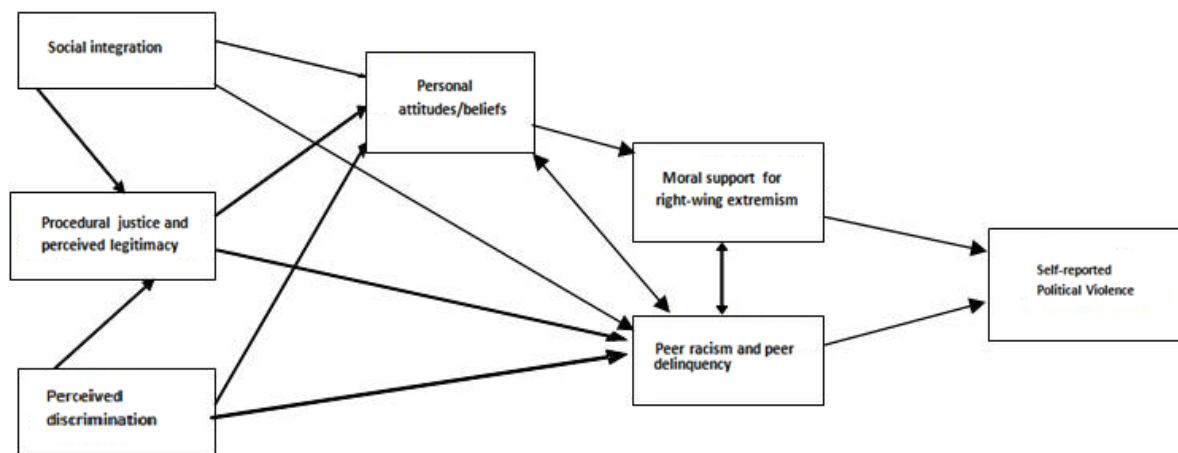 Social integration
Personal
attitudes/beliefs
Moral support for
right-wing extremism
Procedural justice and
perceived legitimacy
Self-reported
Political Violence
Peer racism and peer
delinquency
Perceived
discrimination